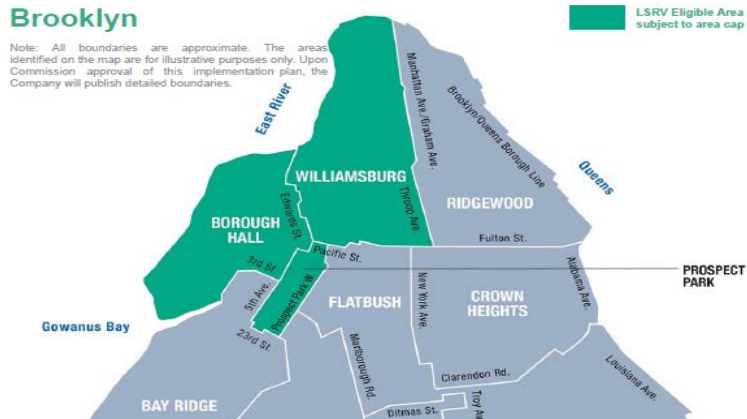 Brooklyn
LSRV Eligible Area
subject to area cap
Note: All boundaries are approximate. The areas
identified on the map are for illustrative purposes only. Upon
Commission approval of this implementation plan, the
Company will publish detailed boundaries.
East River
Manhattan Ave./Graham Ave.
Brooklyn/Queens Borough Line
Queens
WILLIAMSBURG
Throop Ave.
RIDGEWOOD
Edwards St.
BOROUGH
HALL
Fulton St.
Pacific St.
3rd St.
PROSPECT
PARK
5th Ave.
Prospect Park W
FLATBUSH
New York Ave.
CROWN
HEIGHTS
Alabama Ave.
Gowanus Bay
23rd St.
Marlborough Rd.
Clarendon Rd.
Louisiana Ave.
BAY RIDGE
Ditmas St.
Troy Av